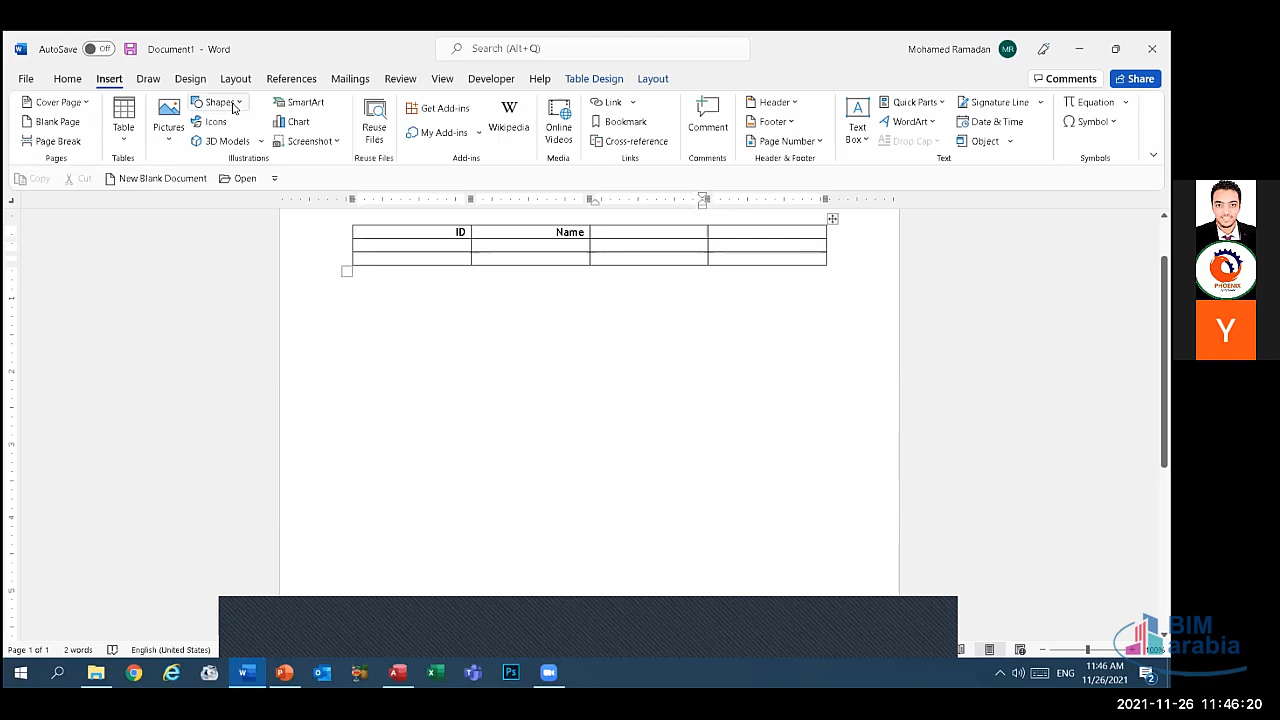 AutoSave Off Document1 - Word Search (Alt+Q) Mohamed Ramadan MR
File Home Insert Draw Design Layout References Mailings Review View Developer Help Table Design Layout Comments Share
Cover Page
Blank Page
Page Break
Pages
Table
Tables
Pictures
Shapes
Icons
3D Models
SmartArt
Chart
Screenshot
Illustrations
Reuse
Files
Reuse Files
Get Add-ins
My Add-ins
Wikipedia
Add-ins
Online
Videos
Media
Link
Bookmark
Cross-reference
Links
Comment
Comments
Header
Footer
Page Number
Header & Footer
Text
Box
Quick Parts
WordArt
Drop Cap
Signature Line
Date & Time
Object
Text
Equation
Symbol
Symbols
Copy Cut New Blank Document Open
ID Name
PHOENIX
Y
Page 1 of 1 2 words English (United States)
100%
BIM
arabia
W
Ps
ENG
11:46 AM
11/26/2021
2
2021-11-26 11:46:20